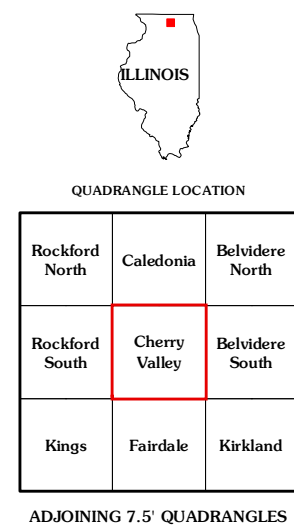 ILLINOIS
QUADRANGLE LOCATION
Rockford
North
Caledonia
Belvidere
North
Rockford
South
Cherry
Valley
Belvidere
South
Kings
Fairdale
Kirkland
ADJOINING 7.5' QUADRANGLES